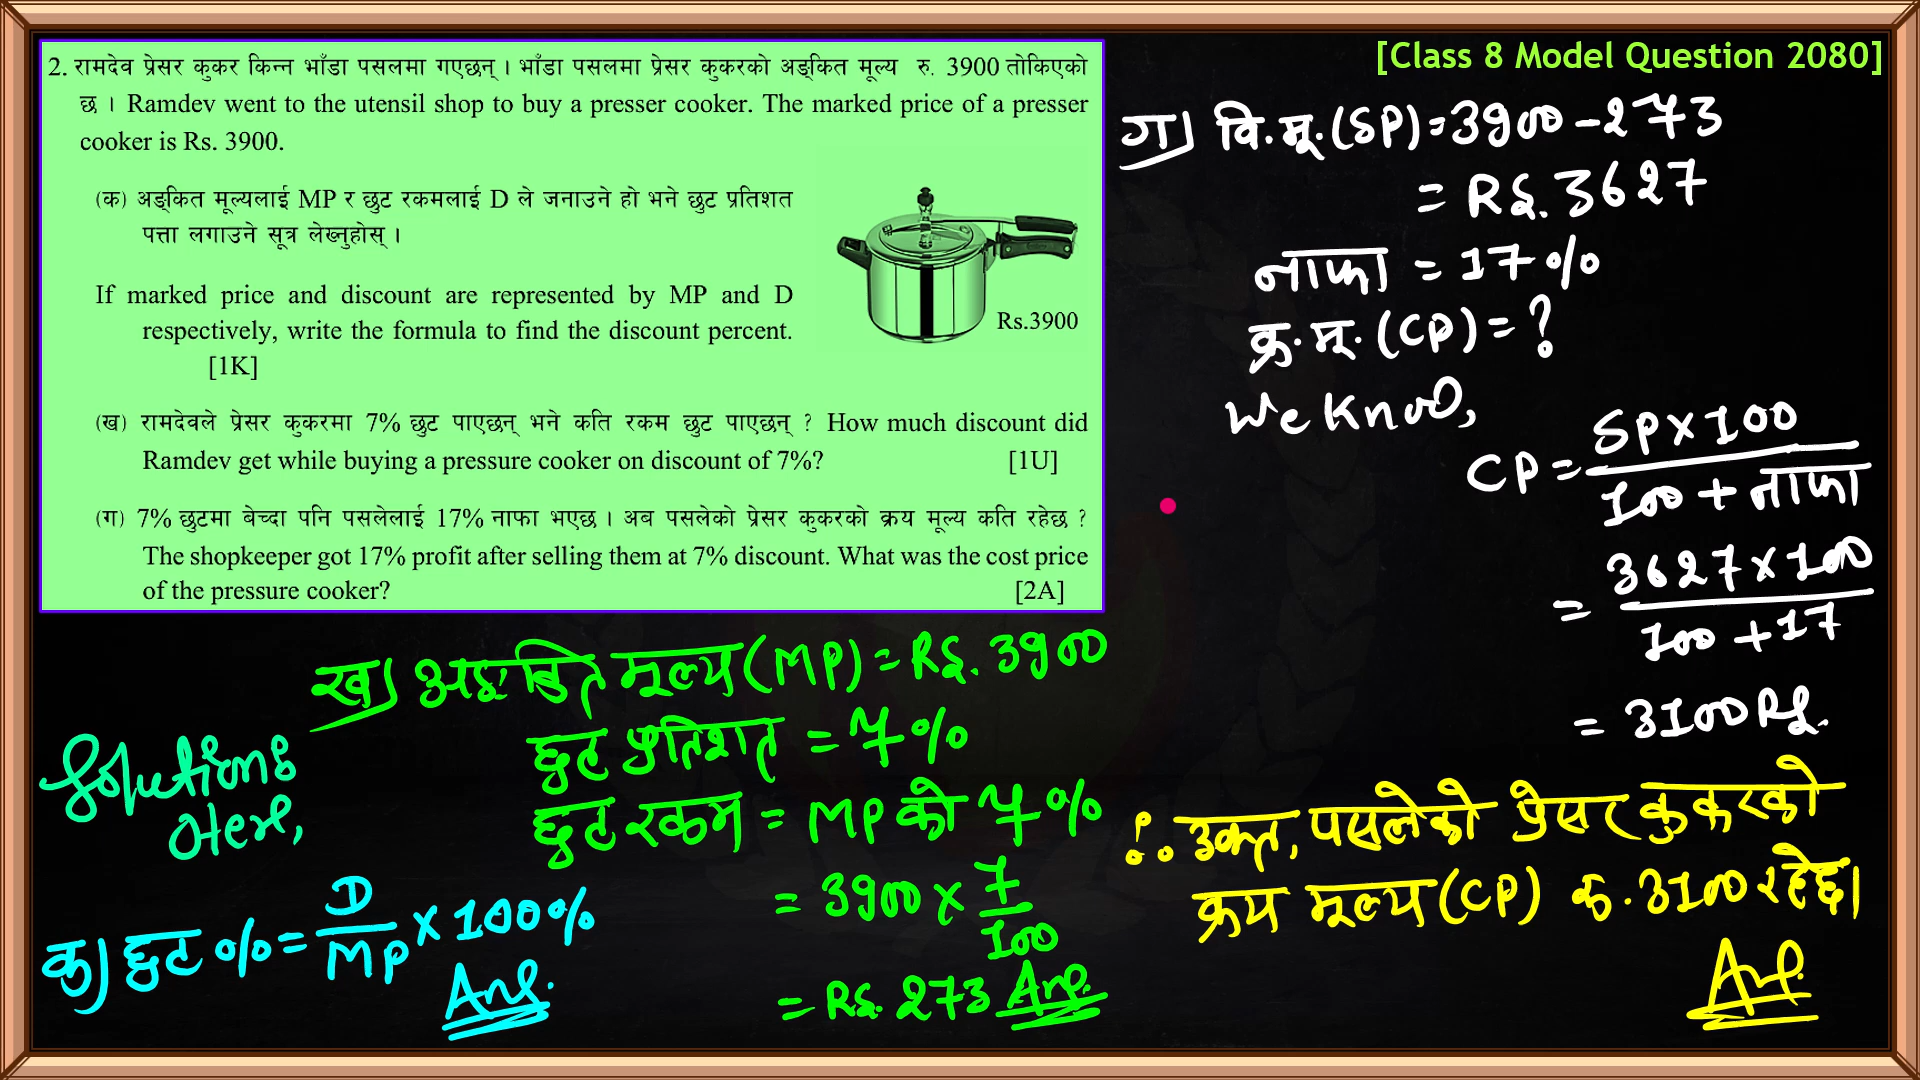 [Class 8 Model Question 2080]
2. रामदेव प्रेसर कुकर किन्न भाँडा पसलमा गएछन् । भाँडा पसलमा प्रेसर कुकरको अङ्कित मूल्य रु. 3900 तोकिएको
छ । Ramdev went to the utensil shop to buy a presser cooker. The marked price of a presser
cooker is Rs. 3900.
(क) अङ्कित मूल्यलाई MP र छुट रकमलाई D ले जनाउने हो भने छुट प्रतिशत
पत्ता लगाउने सूत्र लेख्नुहोस् ।
If marked price and discount are represented by MP and D
respectively, write the formula to find the discount percent.
[1K]
Rs.3900
(ख) रामदेवले प्रेसर कुकरमा 7% छुट पाएछन् भने कति रकम छुट पाएछन् ? How much discount did
Ramdev get while buying a pressure cooker on discount of 7%? [1U]
(ग) 7% छुटमा बेच्दा पनि पसलेलाई 17% नाफा भएछ । अब पसलेको प्रेसर कुकरको क्रय मूल्य कति रहेछ ?
The shopkeeper got 17% profit after selling them at 7% discount. What was the cost price
of the pressure cooker? [2A]
Solutions
Here,
क) छुट % = D/MP × 100%
Ans.
ख) अङ्कित मूल्य (MP) = Rs. 3900
छुट प्रतिशत = 7%
छुट रकम = MP को 7%
= 3900 × 7/100
= Rs. 273 Ans.
ग) वि.मू. (SP) = 3900 - 273
= Rs. 3627
नाफा = 17%
क्र.मू. (CP) = ?
We Know,
CP = SP × 100 / 100 + नाफा
= 3627 × 100 / 100 + 17
= 3100 Rs.
∴ उक्त, पसलेको प्रेसर कुकरको
क्रय मूल्य (CP) रु. 3100 रहेछ।
Ans.